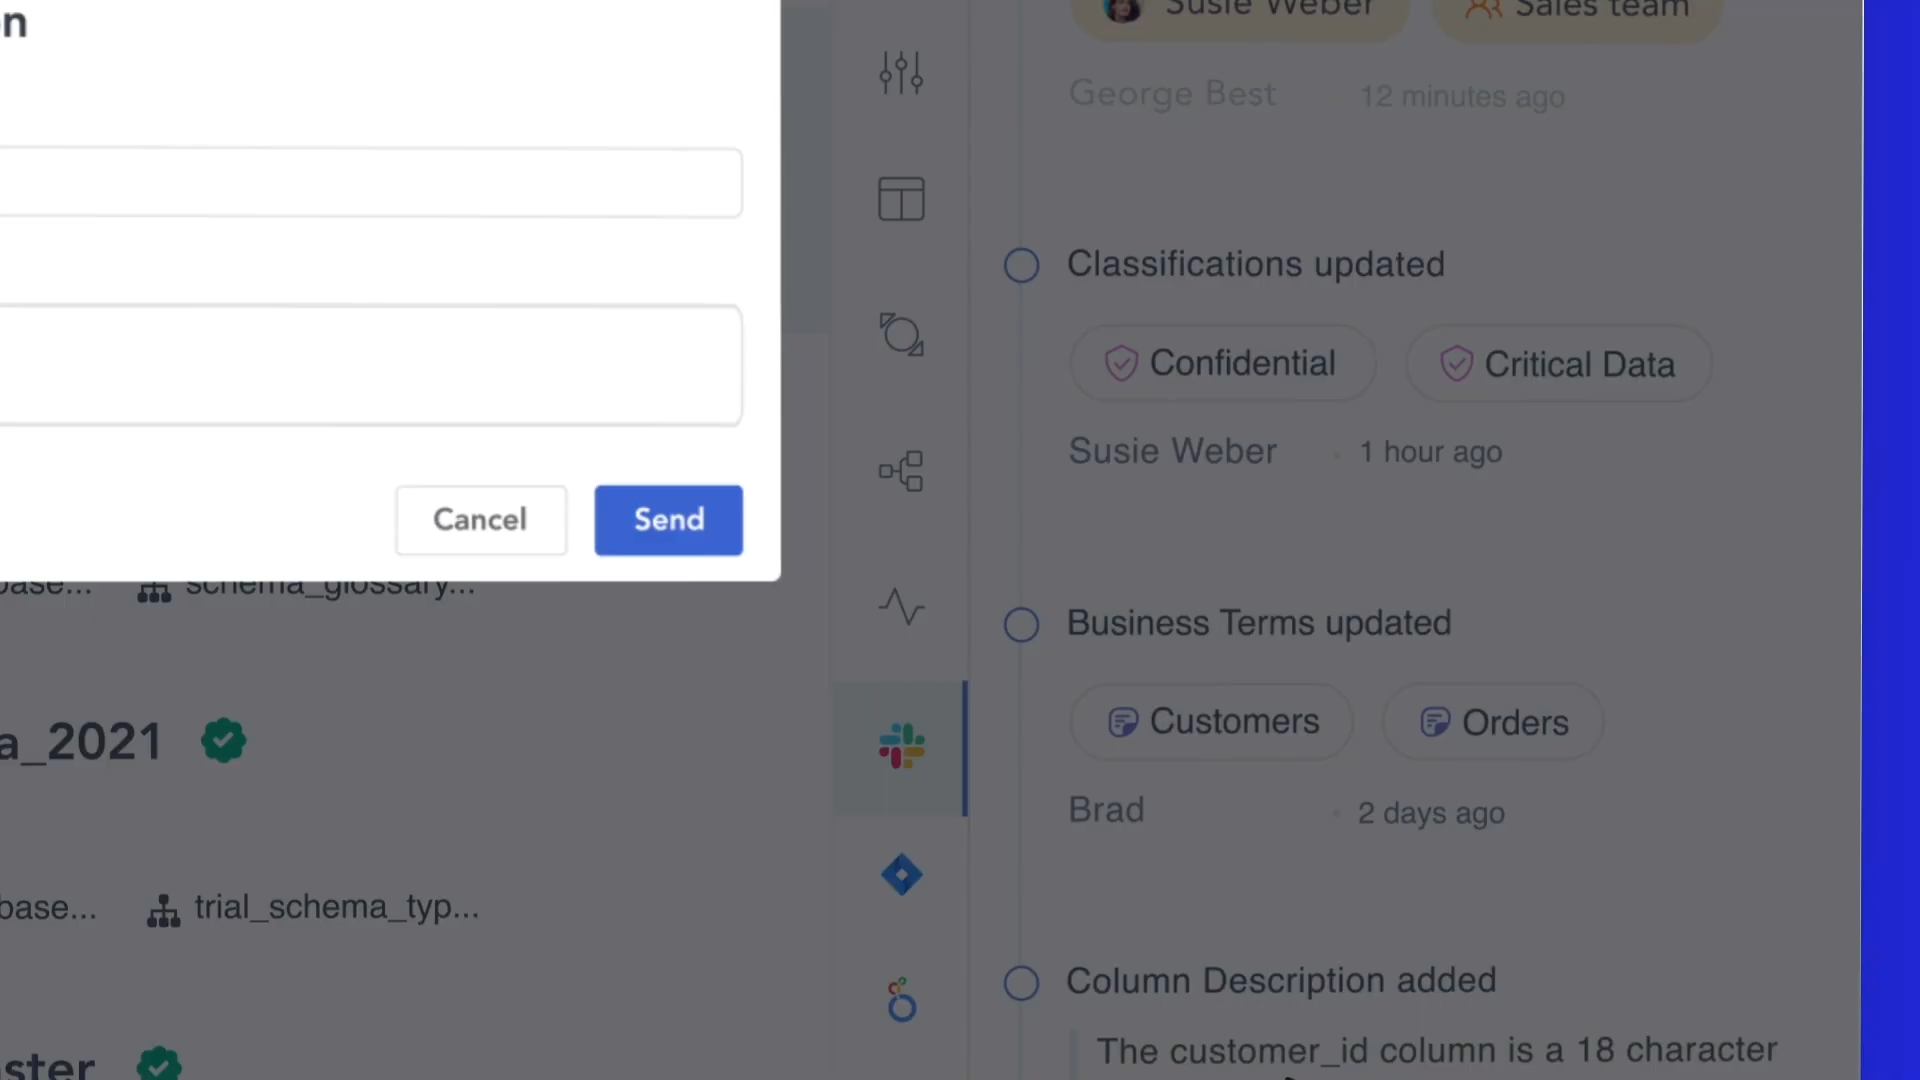 n
Cancel
Send
base...
schema_glossary...
a_2021
base...
trial_schema_typ...
ster
Susie Weber
Sales team
George Best
12 minutes ago
Classifications updated
Confidential
Critical Data
Susie Weber
1 hour ago
Business Terms updated
Customers
Orders
Brad
2 days ago
Column Description added
The customer_id column is a 18 character